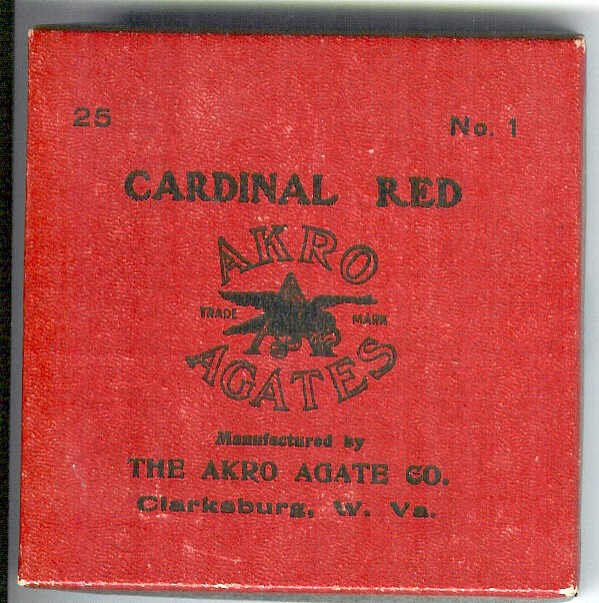 25 No. 1
CARDINAL RED
AKRO
TRADE MARK
AGATES
Manufactured by
THE AKRO AGATE CO.
Clarksburg, W. Va.